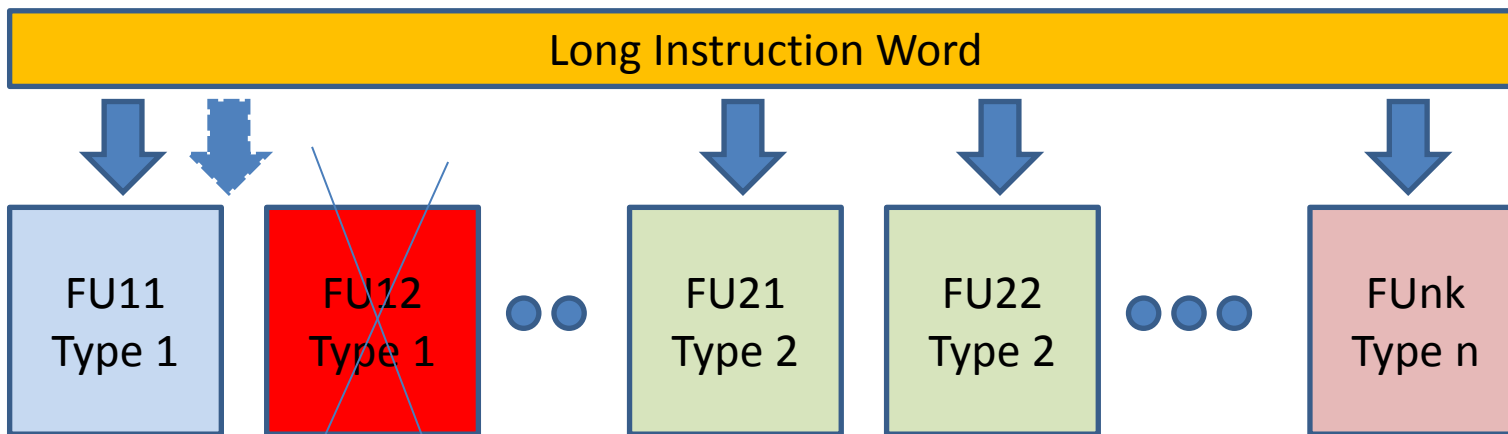 Long Instruction Word
FU11
Type 1
FU12
Type 1
FU21
Type 2
FU22
Type 2
FUnk
Type n